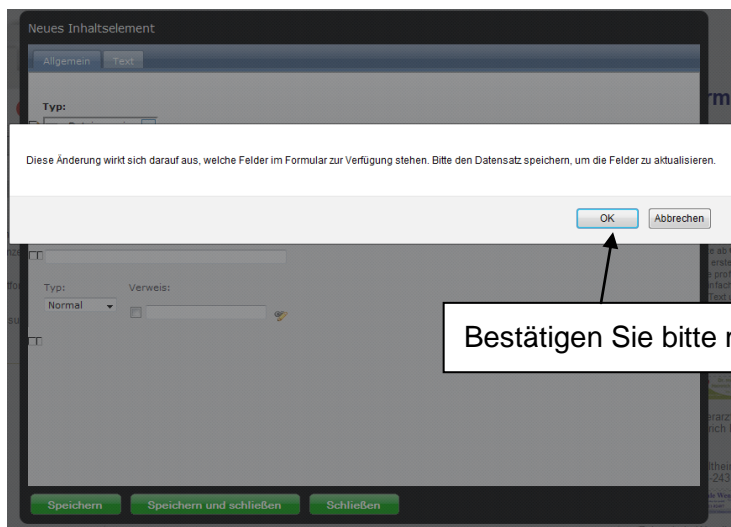 Neues Inhaltselement
Allgemein Text
Typ:
Diese Änderung wirkt sich darauf aus, welche Felder im Formular zur Verfügung stehen. Bitte den Datensatz speichern, um die Felder zu aktualisieren.
OK Abbrechen
Typ: Verweis:
Normal
Bestätigen Sie bitte
Speichern Speichern und schließen Schließen